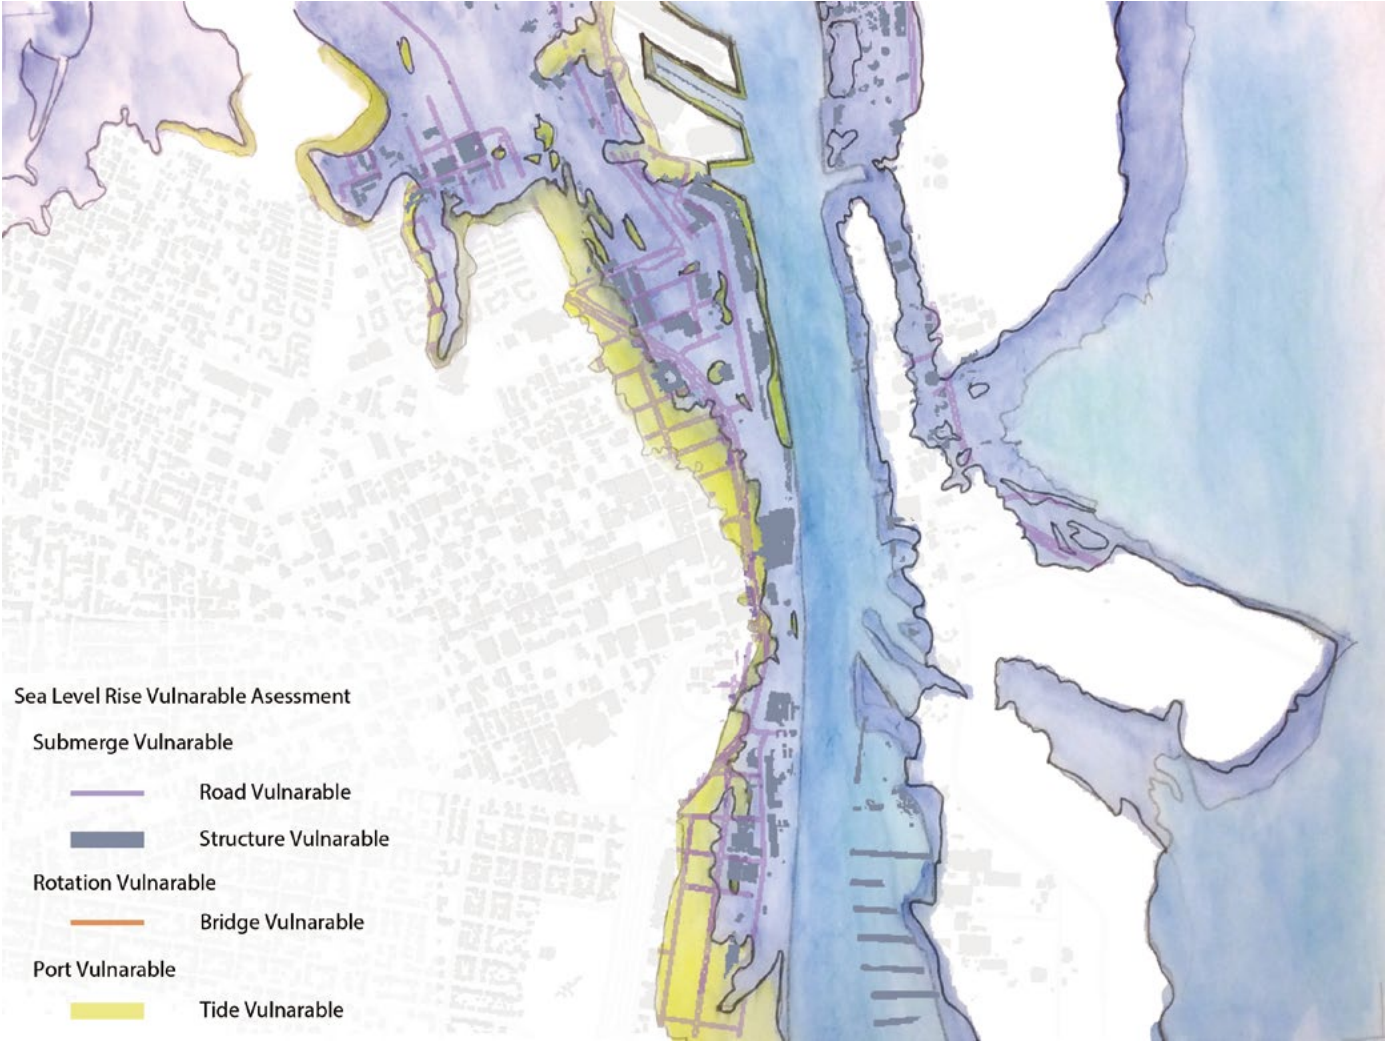 Sea Level Rise Vulnarable Asessment
Submerge Vulnarable
Road Vulnarable
Structure Vulnarable
Rotation Vulnarable
Bridge Vulnarable
Port Vulnarable
Tide Vulnarable